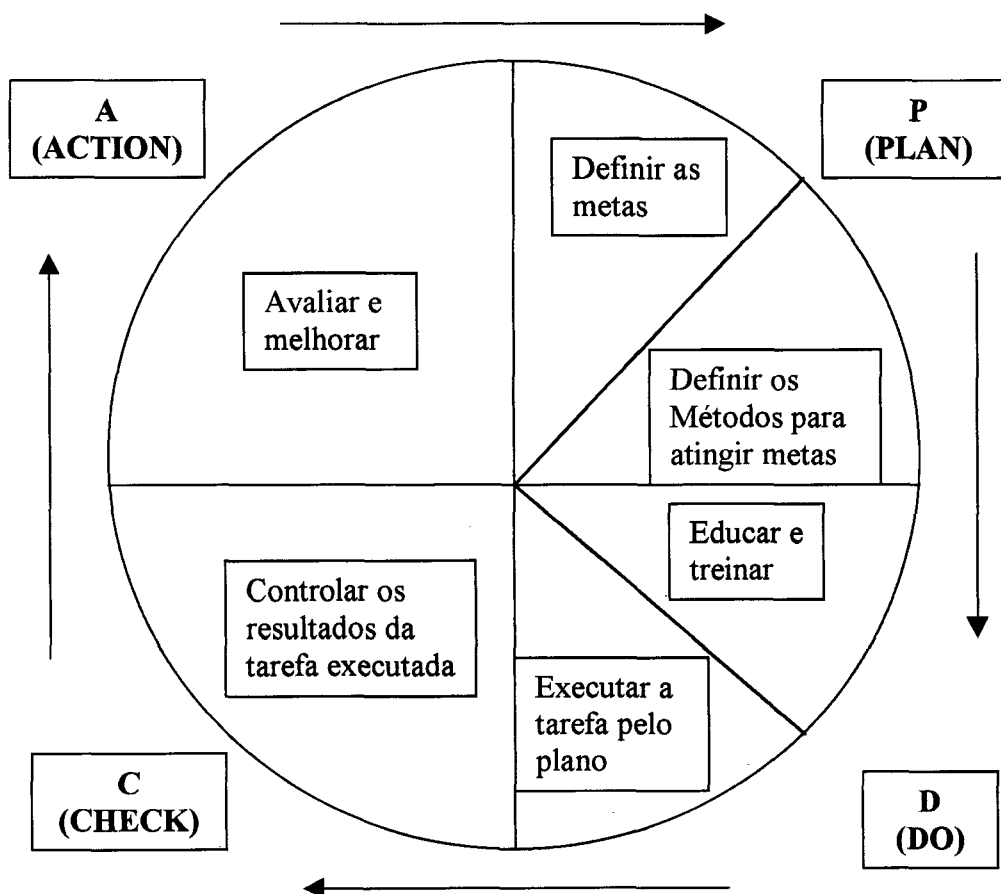 A
(ACTION)
P
(PLAN)
Definir as
metas
Avaliar e
melhorar
Definir os
Métodos para
atingir metas
Educar e
treinar
Controlar os
resultados da
tarefa executada
Executar a
tarefa pelo
plano
C
(CHECK)
D
(DO)